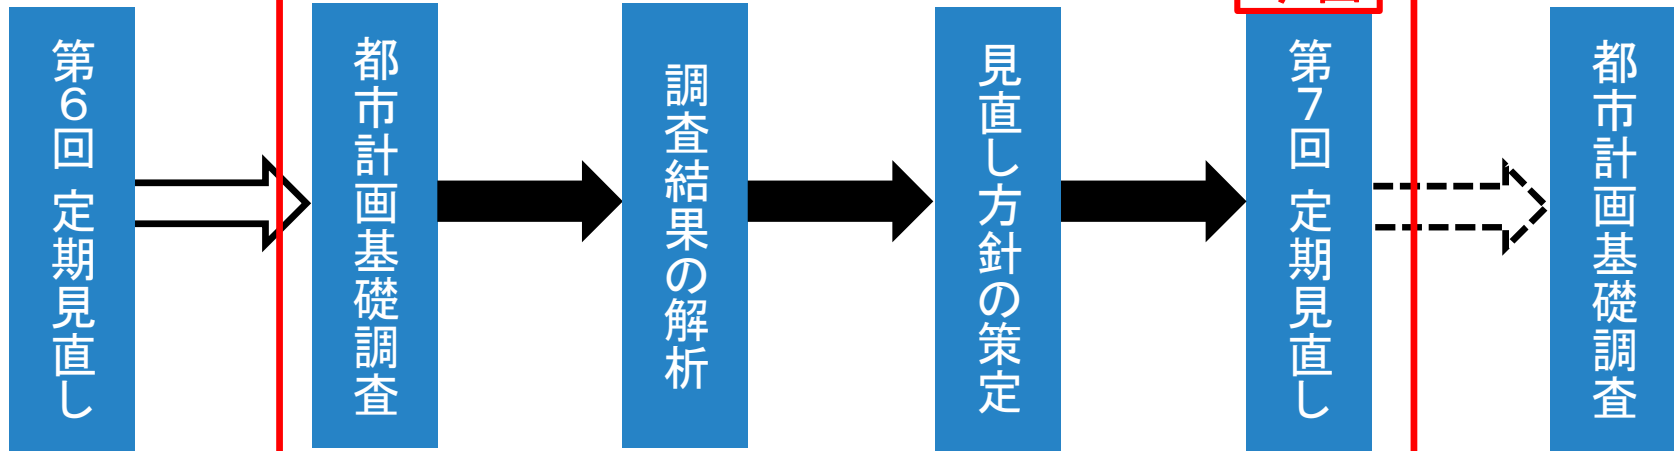 第６回 定期見直し
都市計画基礎調査
調査結果の解析
見直し方針の策定
第７回 定期見直し
都市計画基礎調査